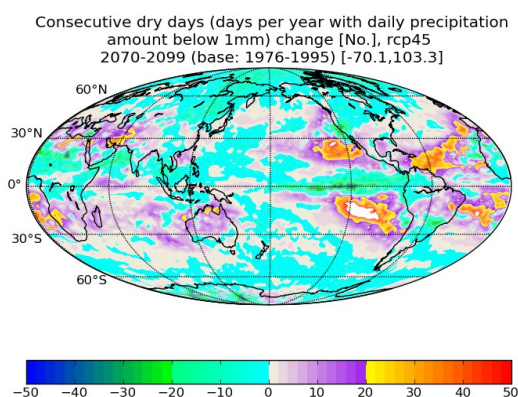 Consecutive dry days (days per year with daily precipitation
amount below 1mm) change [No.], rcp45
2070-2099 (base: 1976-1995) [-70.1,103.3]
60°N
30°N
0°
30°S
60°S
−50 −40 −30 −20 −10 0 10 20 30 40 50